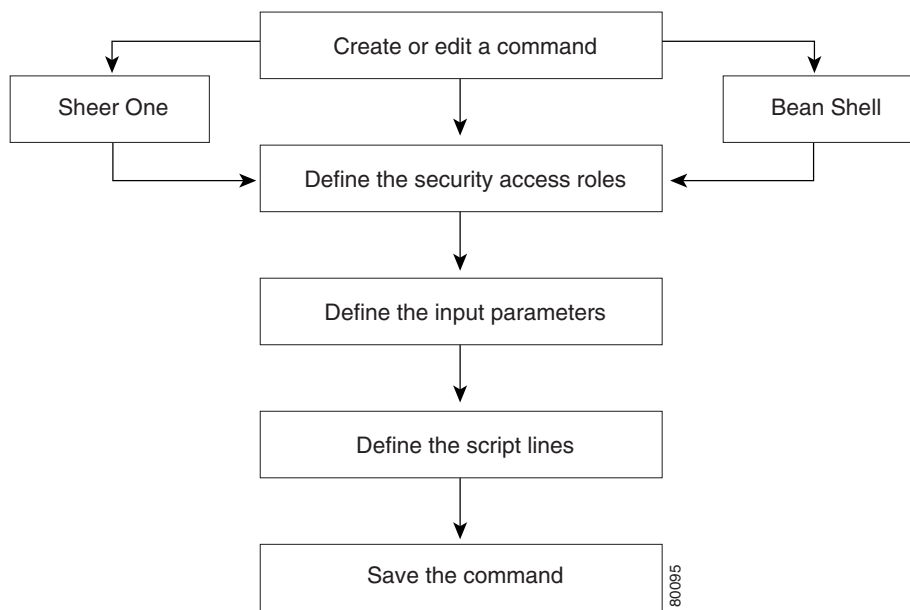 Create or edit a command
Sheer One
Bean Shell
Define the security access roles
Define the input parameters
Define the script lines
Save the command
80095